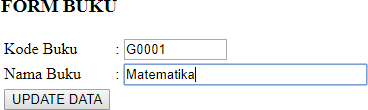 FORM BUKU
Kode Buku : G0001
Nama Buku : Matematika
UPDATE DATA